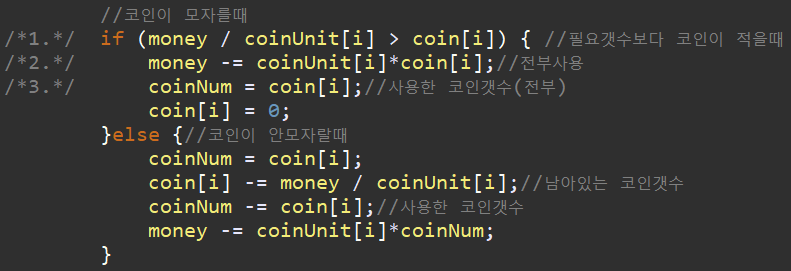 //코인이 모자를때
/*1.*/ if (money / coinUnit[i] > coin[i]) { //필요갯수보다 코인이 적을때
/*2.*/ money -= coinUnit[i]*coin[i];//전부사용
/*3.*/ coinNum = coin[i];//사용한 코인갯수(전부)
coin[i] = 0;
}else {//코인이 안모자랄때
coinNum = coin[i];
coin[i] -= money / coinUnit[i];//남아있는 코인갯수
coinNum -= coin[i];//사용한 코인갯수
money -= coinUnit[i]*coinNum;
}